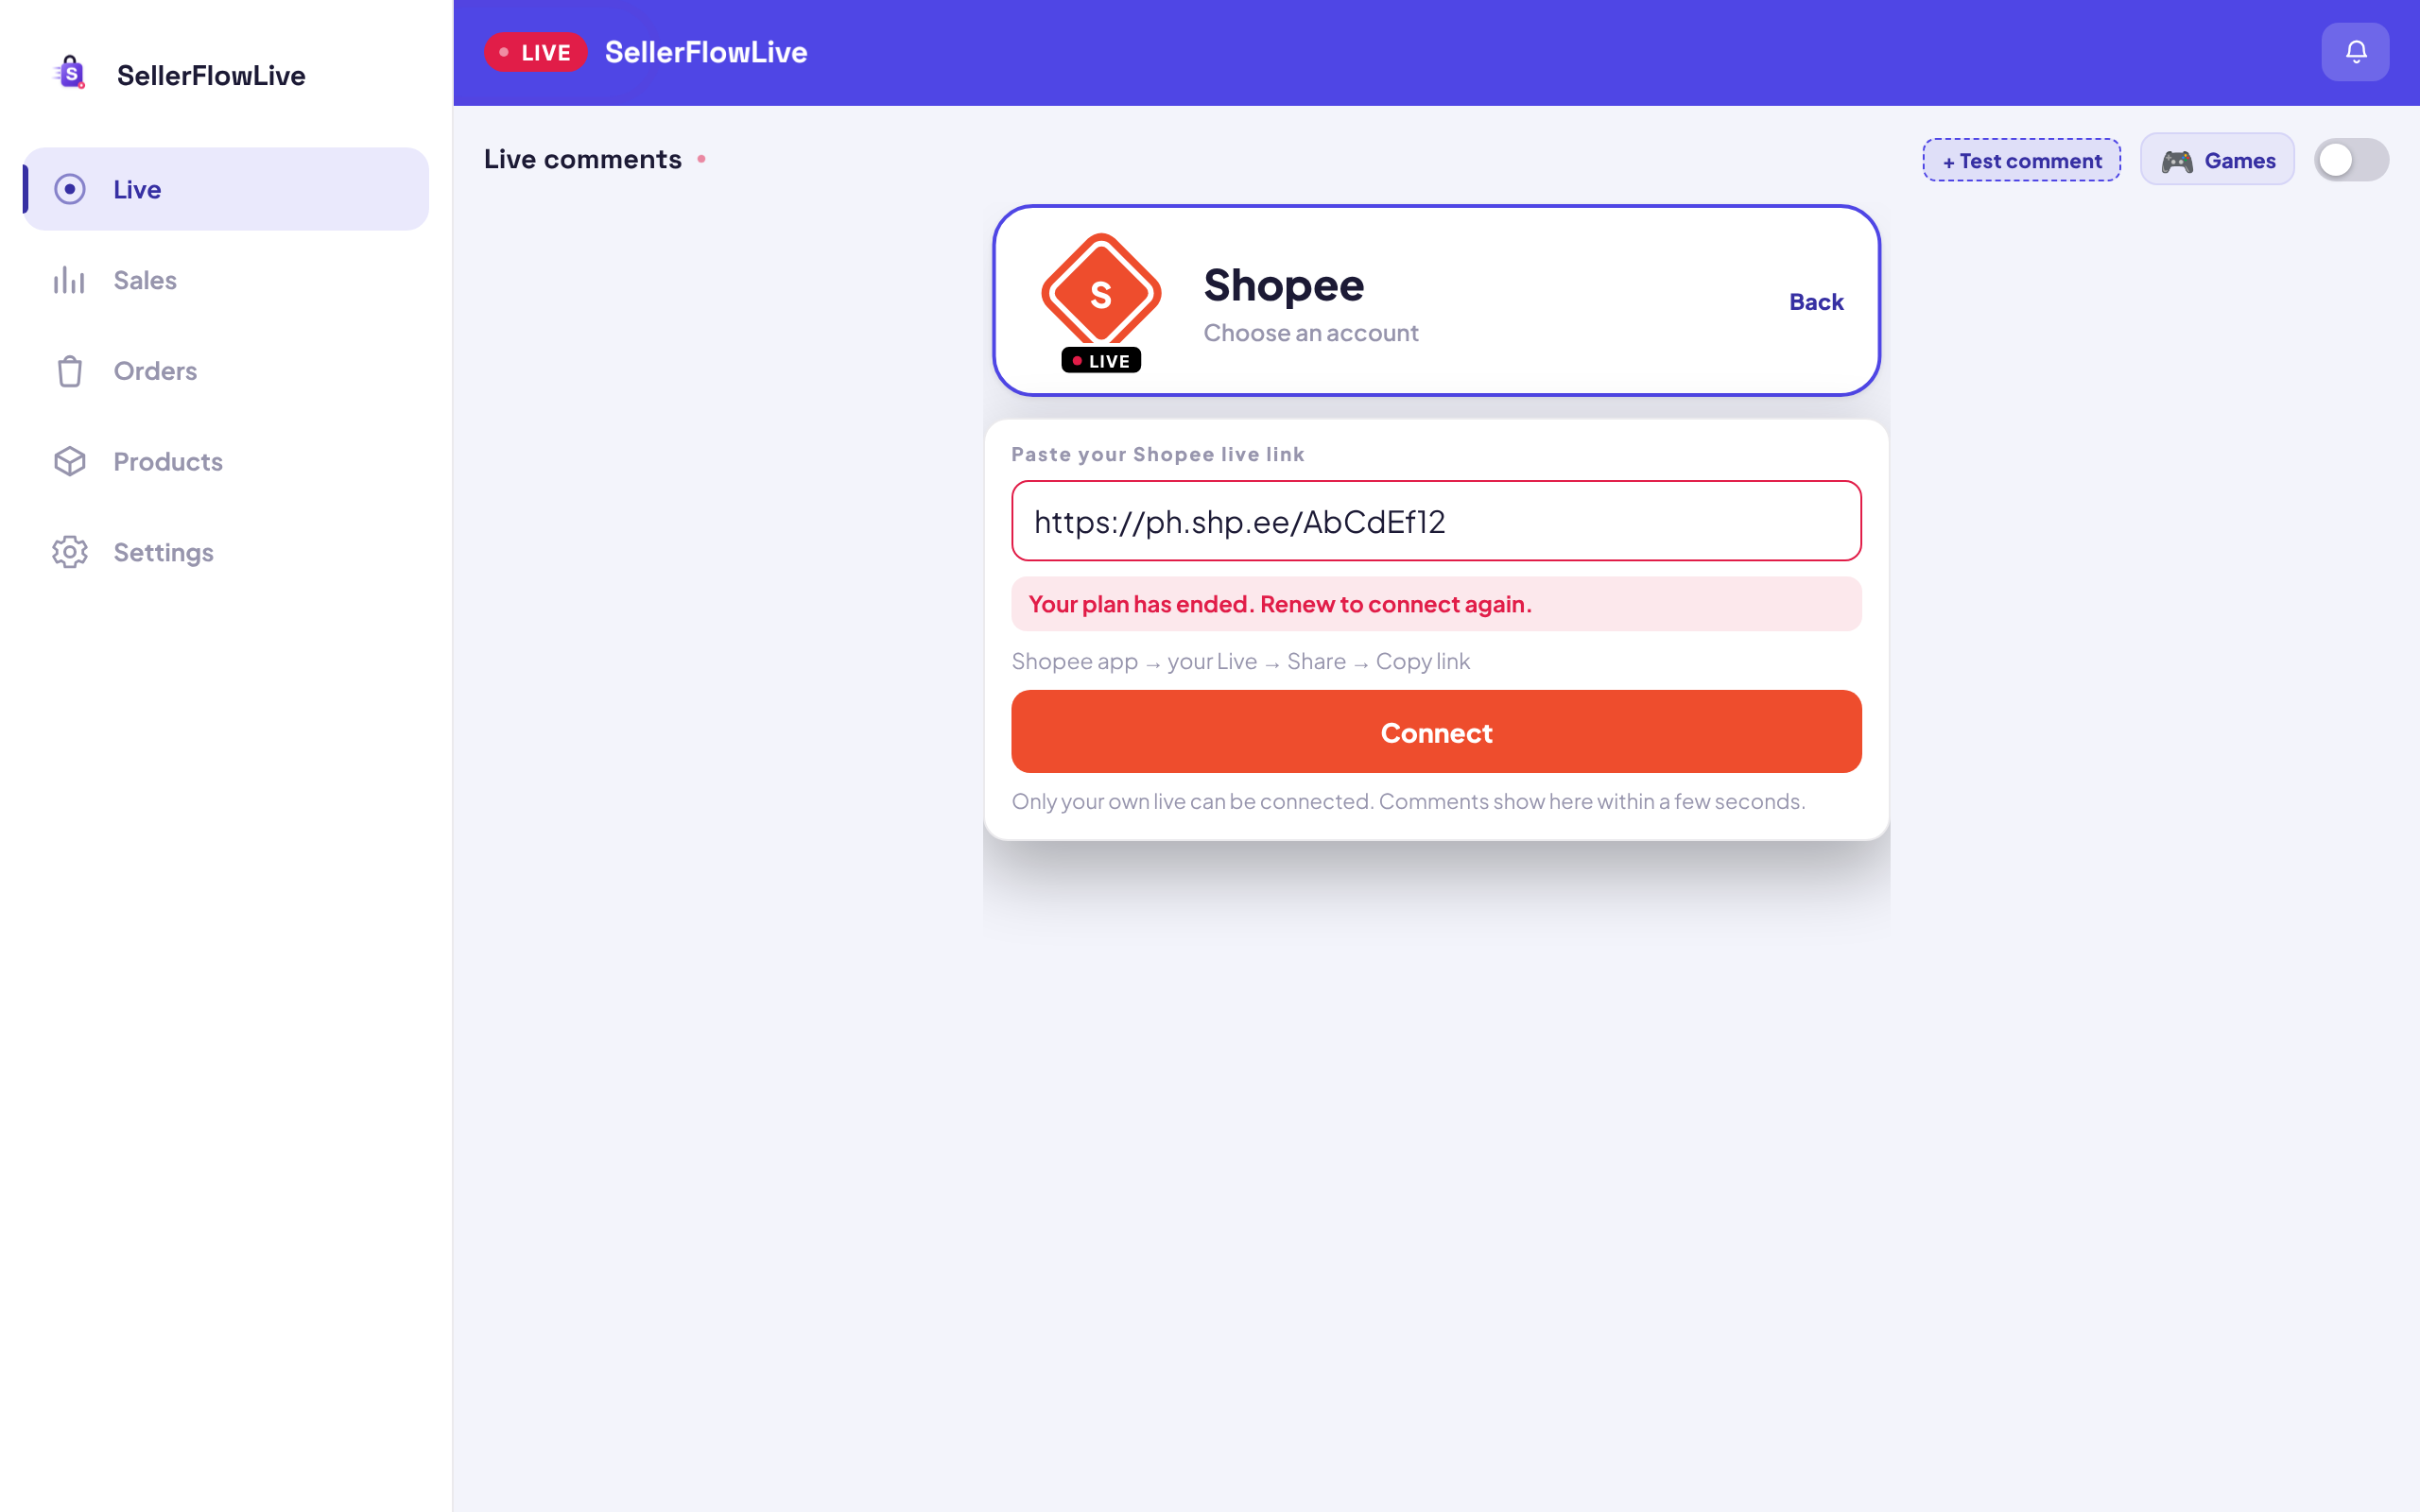 SellerFlowLive
Live
Sales
Orders
Products
Settings
LIVE SellerFlowLive
Live comments
+ Test comment
Games
S
LIVE
Shopee
Choose an account
Back
Paste your Shopee live link
https://ph.shp.ee/AbCdEf12
Your plan has ended. Renew to connect again.
Shopee app → your Live → Share → Copy link
Connect
Only your own live can be connected. Comments show here within a few seconds.